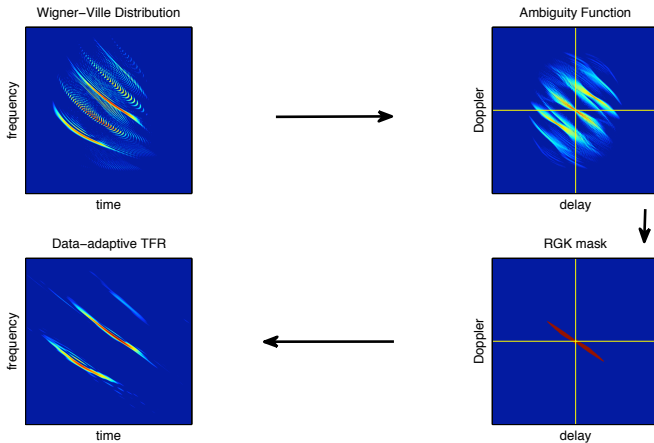 Wigner−Ville Distribution
frequency
time
Ambiguity Function
Doppler
delay
Data−adaptive TFR
frequency
time
RGK mask
Doppler
delay